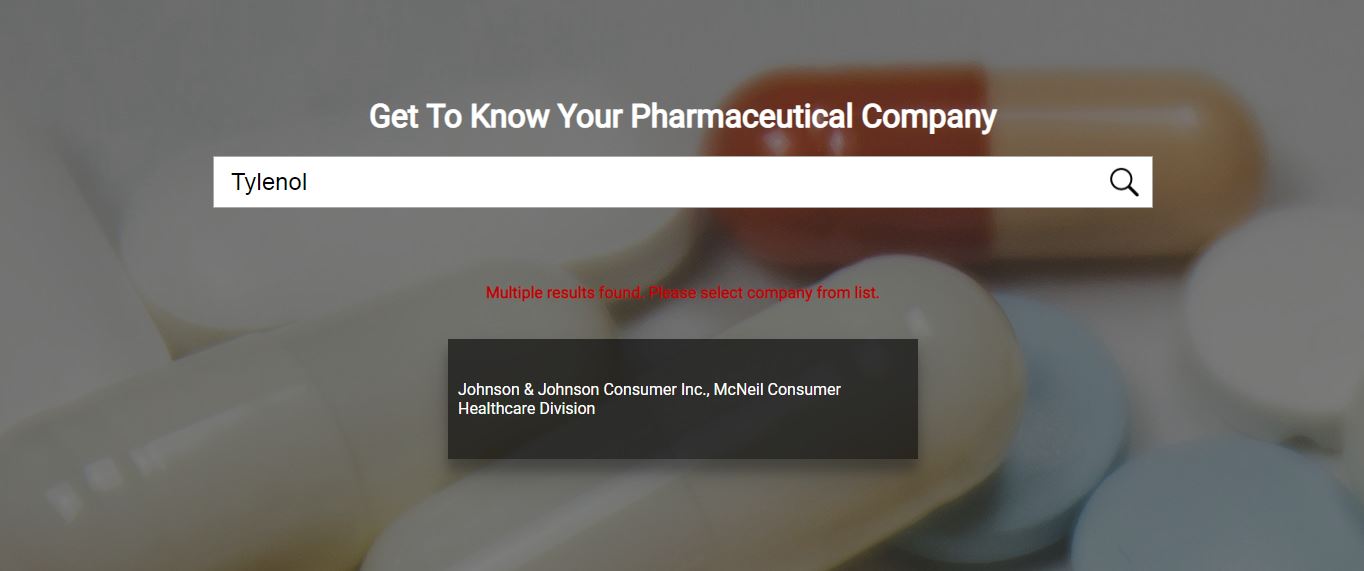 Get To Know Your Pharmaceutical Company
Tylenol
Multiple results found. Please select company from list.
Johnson & Johnson Consumer Inc., McNeil Consumer
Healthcare Division